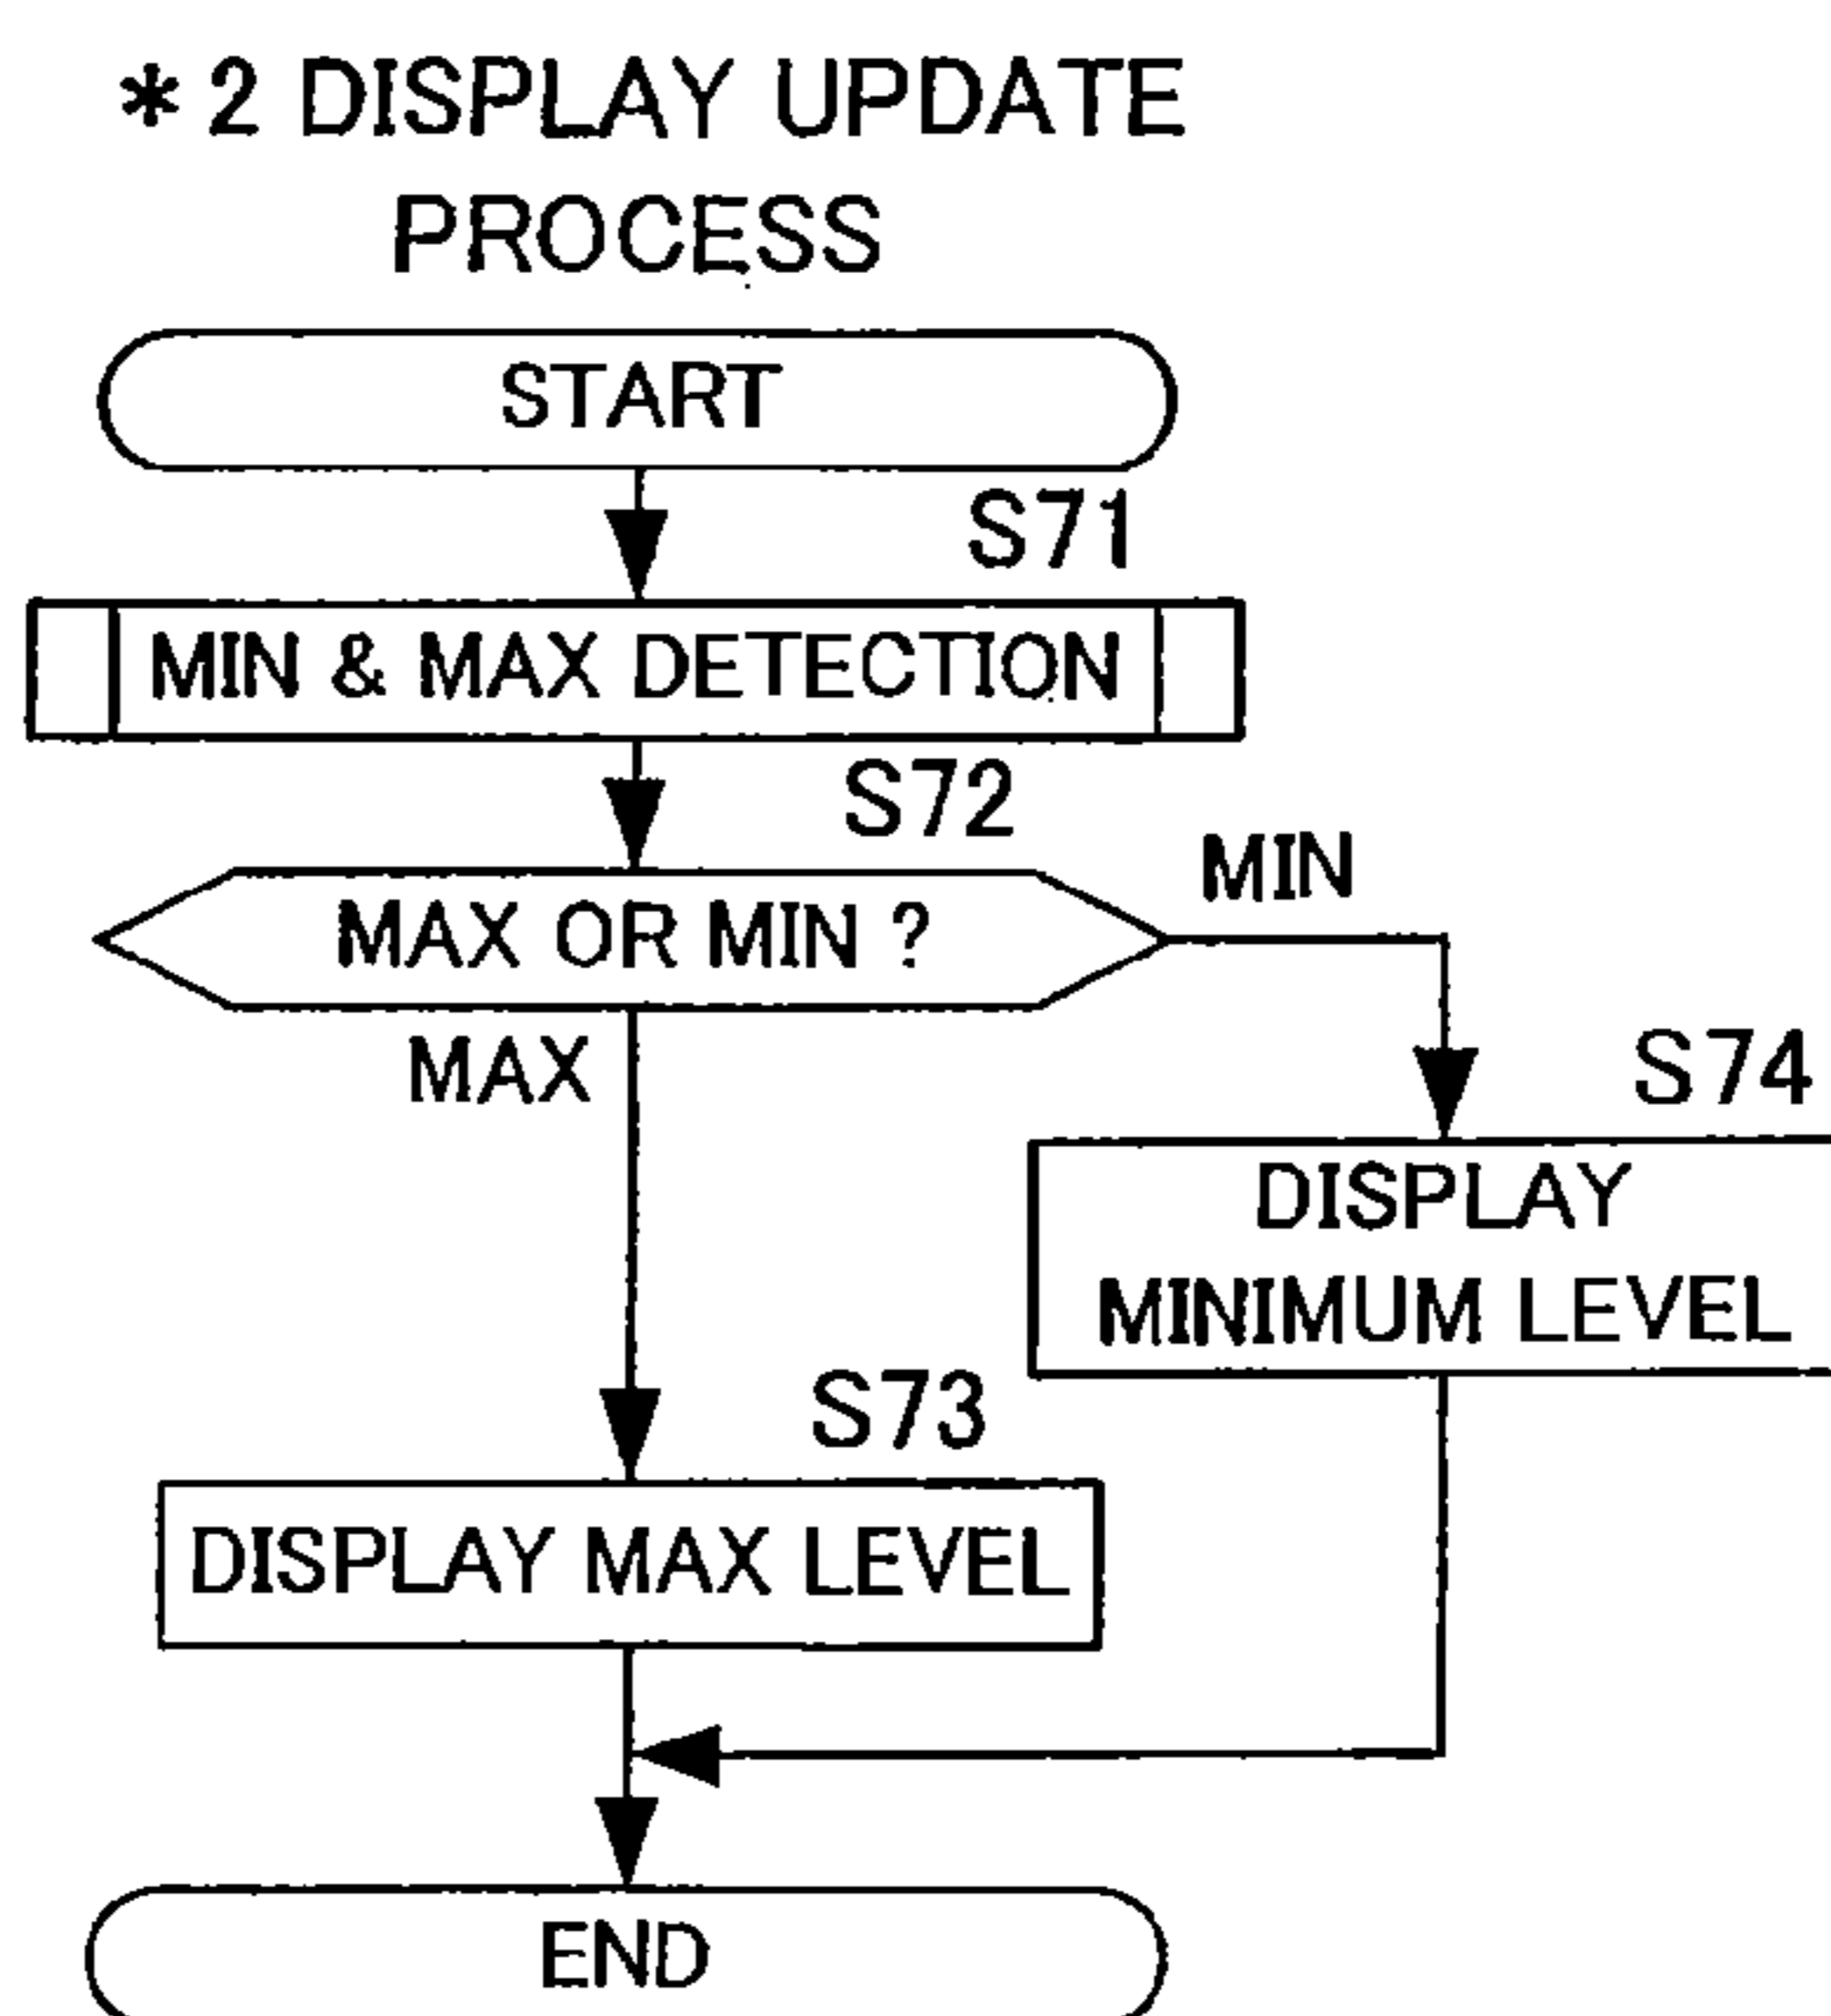 * 2 DISPLAY UPDATE
PROCESS
START
S71
MIN & MAX DETECTION
S72
MAX OR MIN ?
MIN
MAX
S74
DISPLAY
MINIMUM LEVEL
S73
DISPLAY MAX LEVEL
END